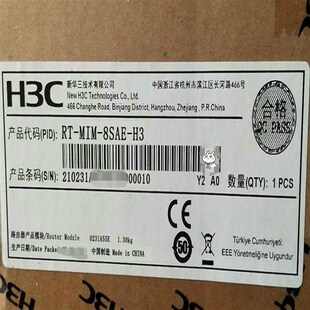 H3C
新华三技术有限公司 中国浙江省杭州市滨江区长河路466号
New H3C Technologies Co., Ltd.
466 Changhe Road, Binjiang District, Hangzhou, Zhejiang, P.R.China
合格
QC PASS
产品代码(PID): RT-MIM-8SAE-H3
产品条码(S/N): 210231 00010 Y2 A0 数量(QTY): 1 PCS
路由器产品模块/Router Module 0231A5SE 1.30kg
日期/Date Packed 中国制造 Made in CHINA
50
Türkiye Cumhuriyeti:
EEE Yönetmeliğine Uygundur